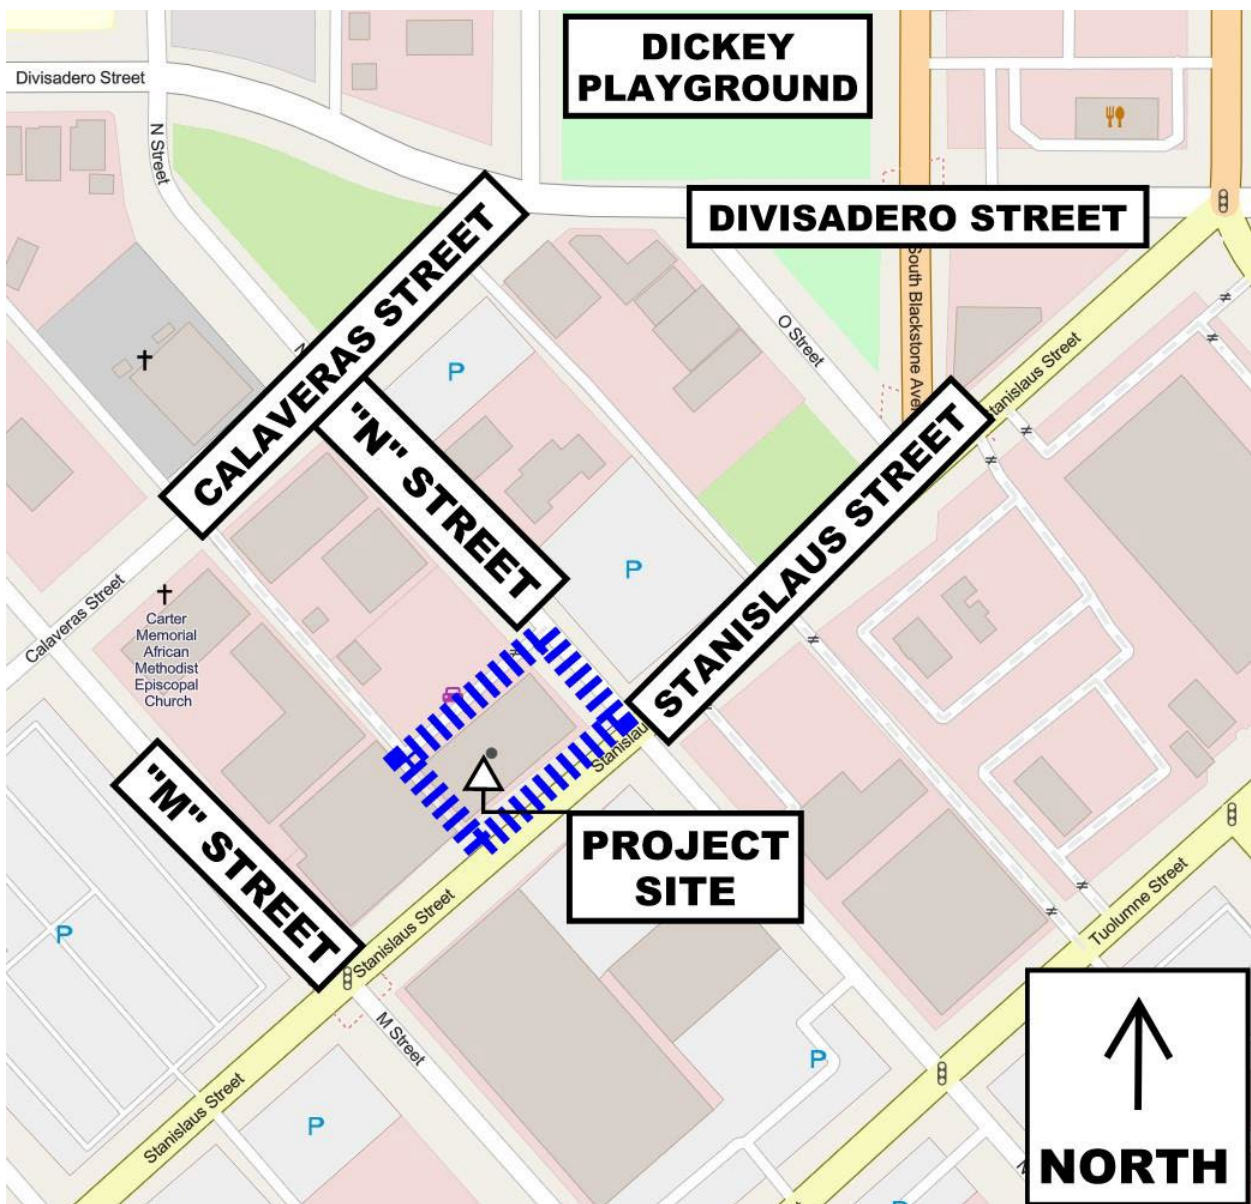 DICKEY
PLAYGROUND
Divisadero Street
N Street
DIVISADERO STREET
CALAVERAS STREET
South Blackstone Ave
O Street
Stanislaus Street
P
"N" STREET
STANISLAUS STREET
P
Calaveras Street
Carter
Memorial
African
Methodist
Episcopal
Church
Stanislau
"M" STREET
PROJECT
SITE
P
Stanislaus Street
Tuolumne Street
M Street
P
Stanislaus Street
P
NORTH
P